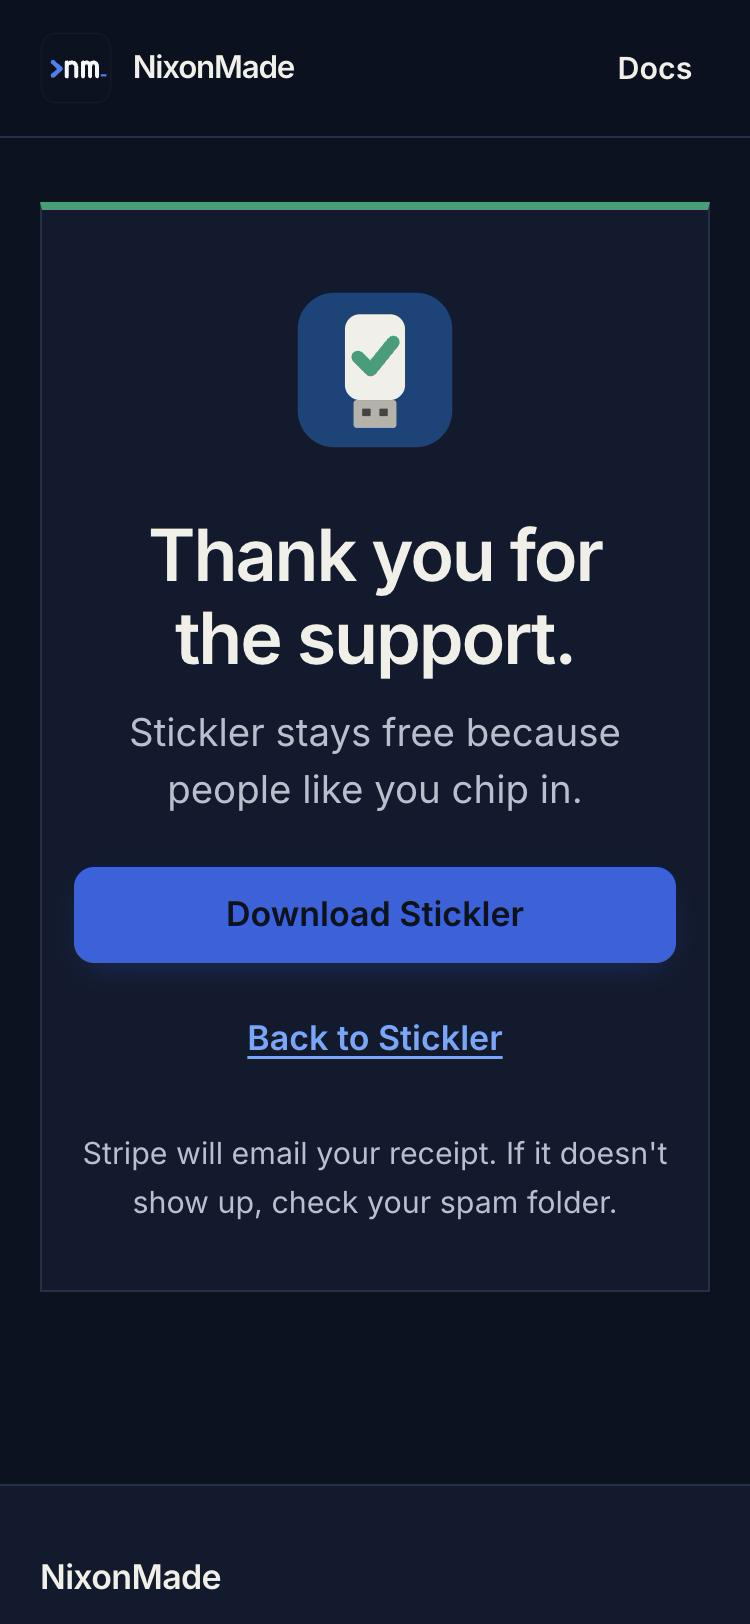 >nm_ NixonMade Docs
Thank you for
the support.
Stickler stays free because
people like you chip in.
Download Stickler
Back to Stickler
Stripe will email your receipt. If it doesn't
show up, check your spam folder.
NixonMade